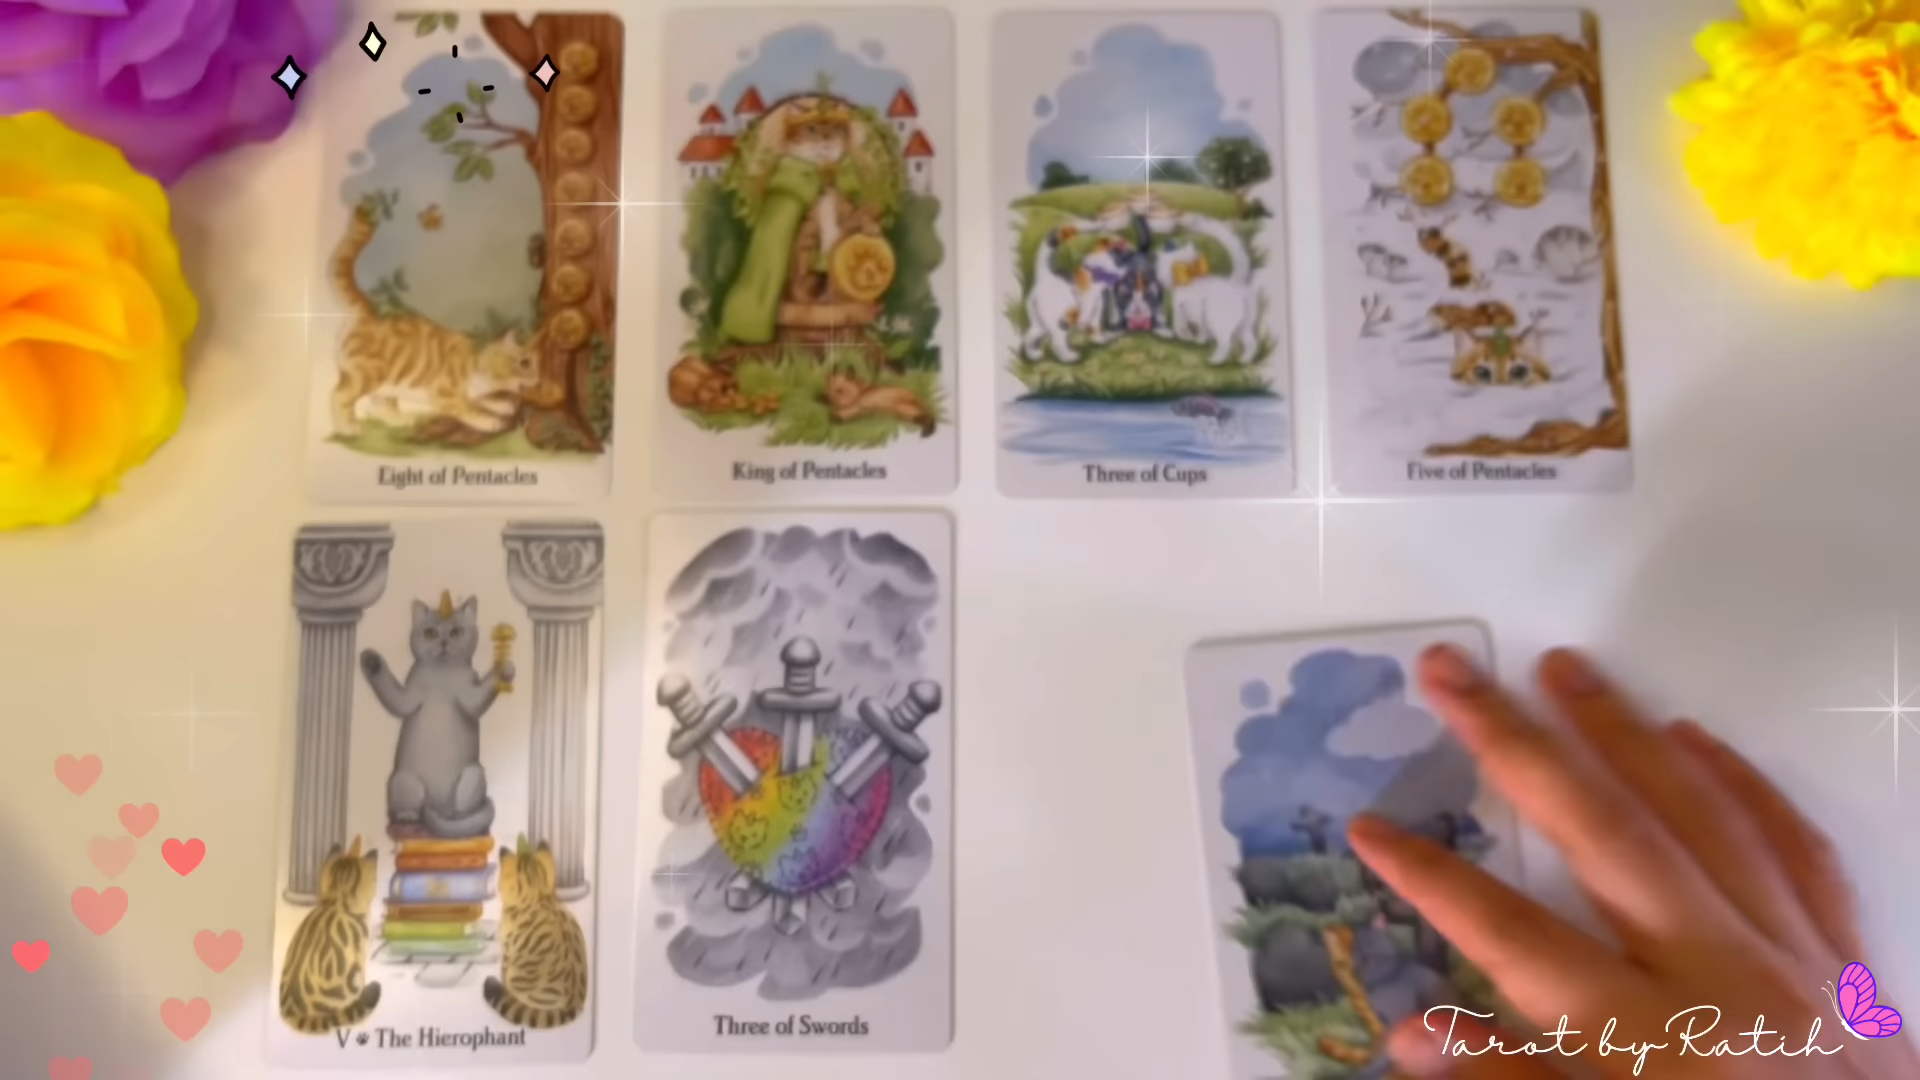 Eight of Pentacles
King of Pentacles
Three of Cups
Five of Pentacles
V The Hierophant
Three of Swords
Tarot by Ratih